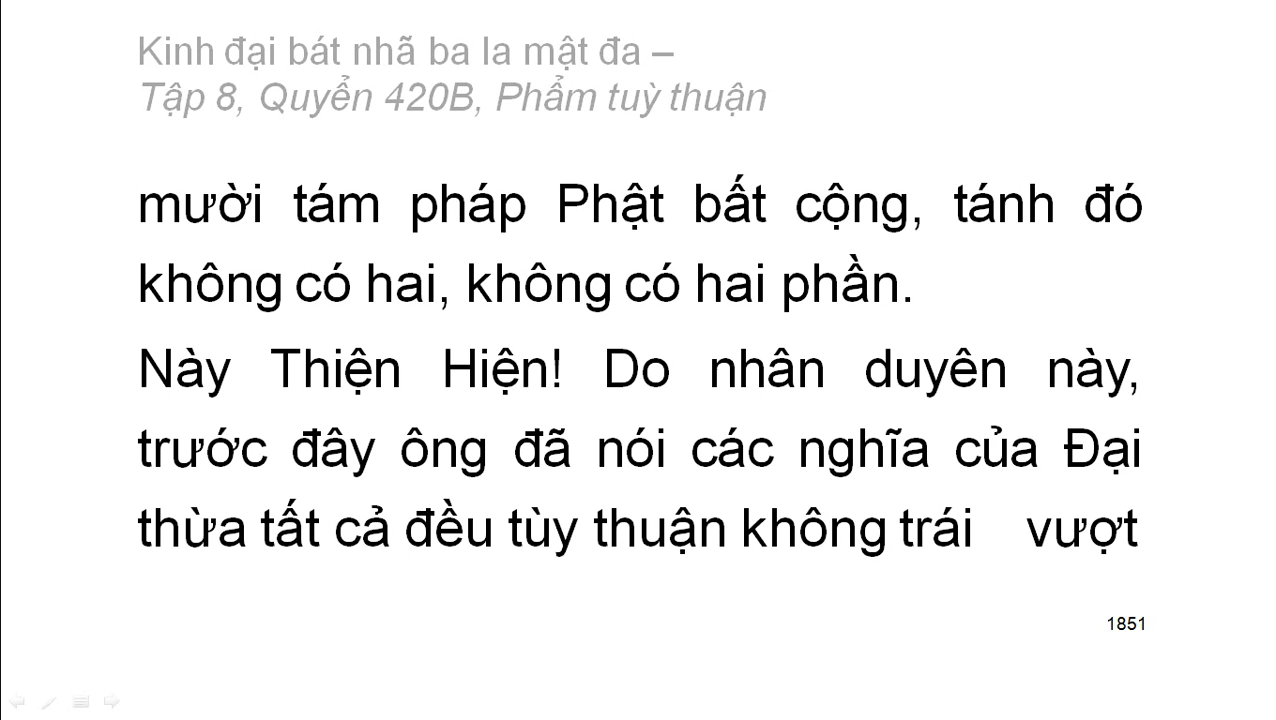 Kinh đại bát nhã ba la mật đa –
Tập 8, Quyển 420B, Phẩm tuỳ thuận
mười tám pháp Phật bất cộng, tánh đó
không có hai, không có hai phần.
Này Thiện Hiện! Do nhân duyên này,
trước đây ông đã nói các nghĩa của Đại
thừa tất cả đều tùy thuận không trái vượt
1851